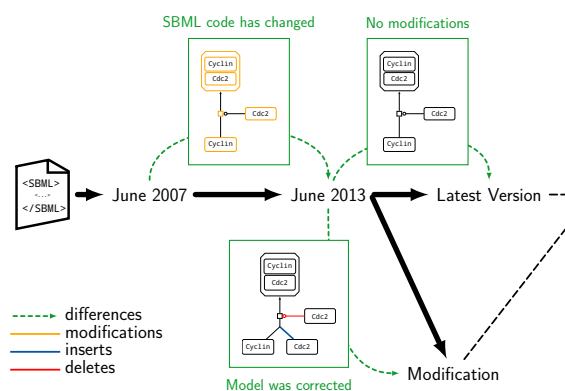 SBML code has changed
No modifications
Cyclin
Cdc2
Cdc2
Cyclin
Cyclin
Cdc2
Cdc2
Cyclin
<SBML>
<...>
</SBML>
June 2007
June 2013
Latest Version
Cyclin
Cdc2
Cdc2
Cyclin
Cdc2
differences
modifications
inserts
deletes
Modification
Model was corrected